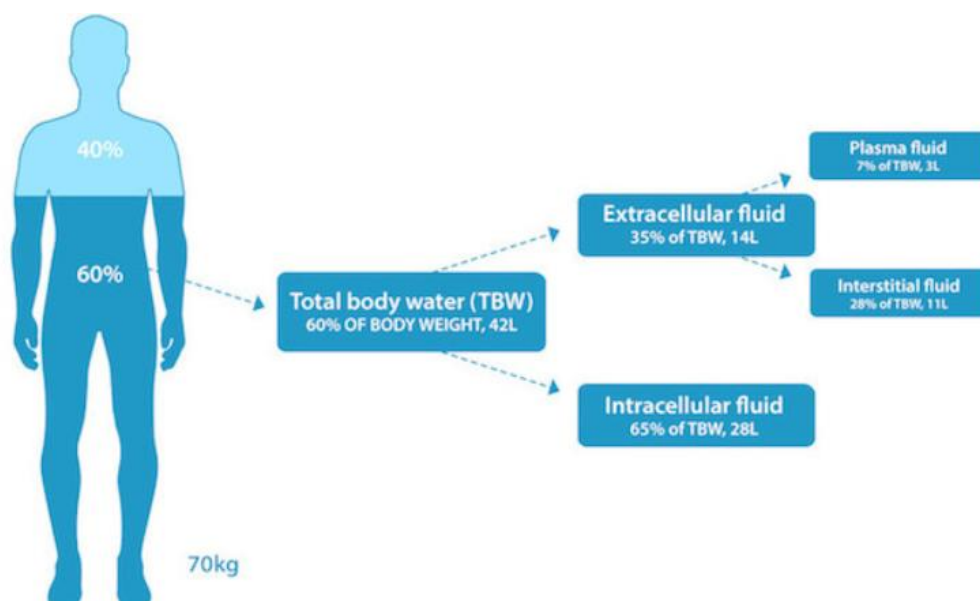 40%
60%
70kg
Total body water (TBW)
60% OF BODY WEIGHT, 42L
Extracellular fluid
35% of TBW, 14L
Intracellular fluid
65% of TBW, 28L
Plasma fluid
7% of TBW, 3L
Interstitial fluid
28% of TBW, 11L